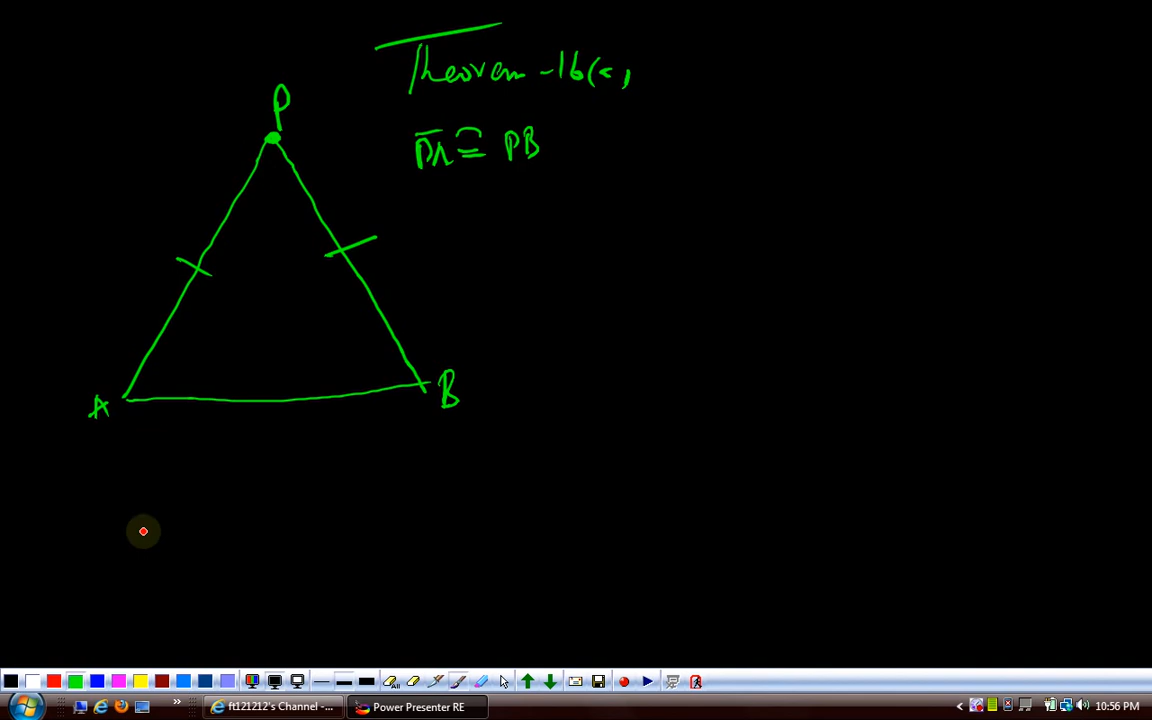 P
Theorem -16(c)
PA ≅ PB
A
B
ft121212's Channel -...
Power Presenter RE
10:56 PM